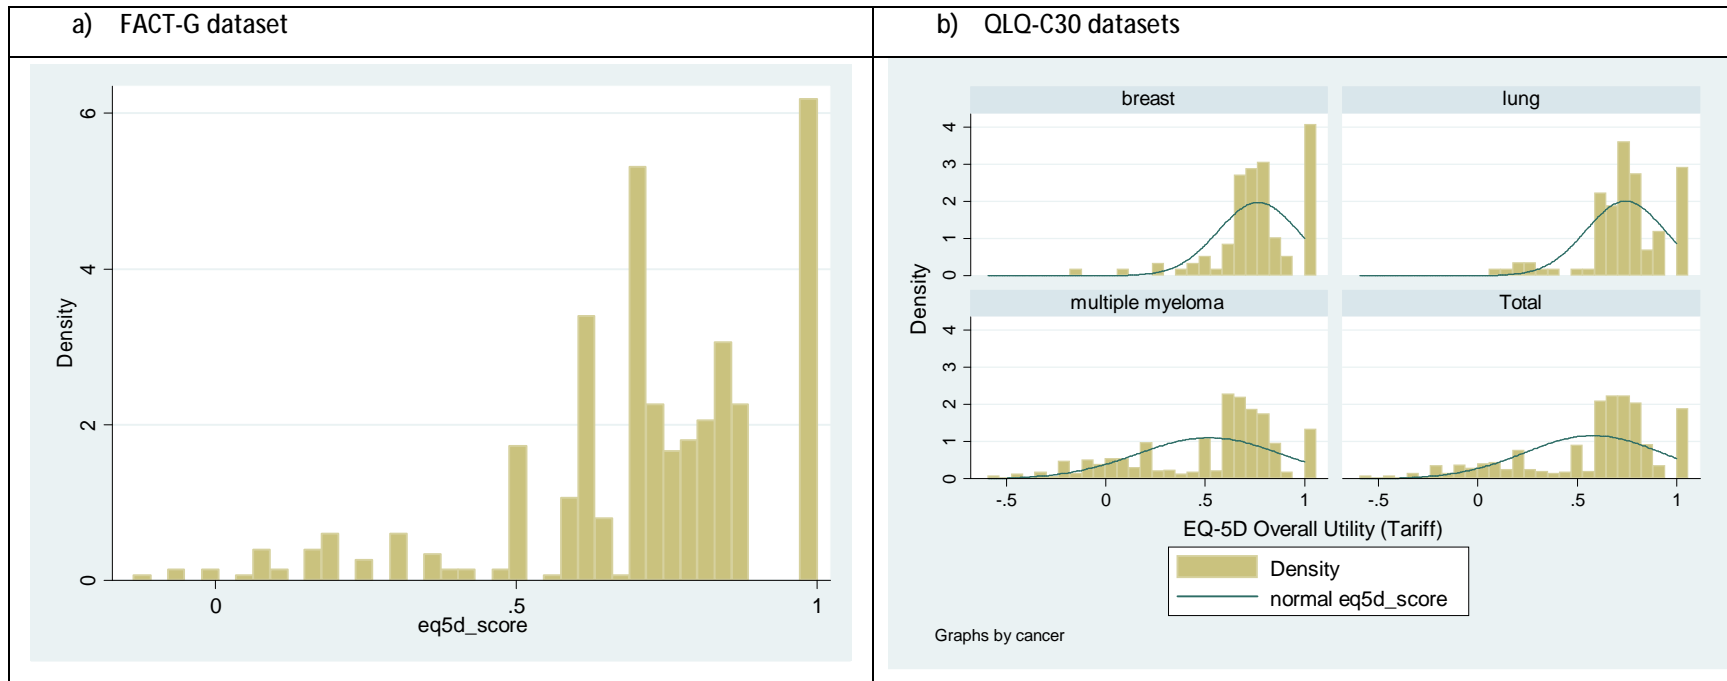 a) FACT-G dataset
b) QLQ-C30 datasets
Density
6
4
2
0
0
.5
1
eq5d_score
breast
lung
multiple myeloma
Total
Density
4
3
2
1
0
4
3
2
1
0
-.5
0
.5
1
-.5
0
.5
1
EQ-5D Overall Utility (Tariff)
Density
normal eq5d_score
Graphs by cancer